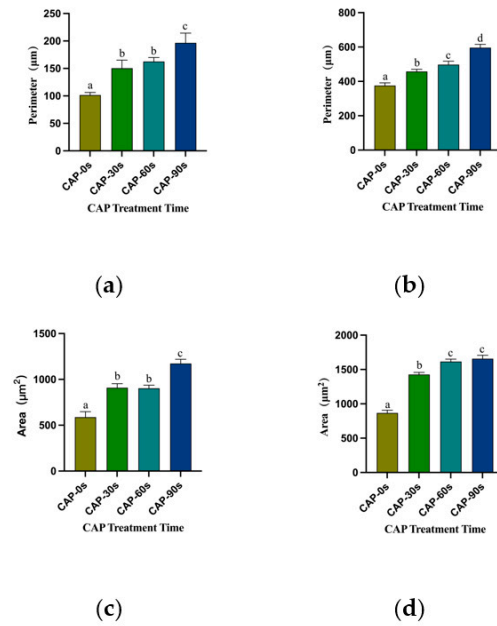 Perimeter (μm)
250
200
150
100
50
0
a
b
b
c
CAP-0s
CAP-30s
CAP-60s
CAP-90s
CAP Treatment Time
(a)
Perimeter (μm)
800
600
400
200
0
a
b
c
d
CAP-0s
CAP-30s
CAP-60s
CAP-90s
CAP Treatment Time
(b)
Area (μm²)
1500
1000
500
0
a
b
b
c
CAP-0s
CAP-30s
CAP-60s
CAP-90s
CAP Treatment Time
(c)
Area (μm²)
2000
1500
1000
500
0
a
b
c
c
CAP-0s
CAP-30s
CAP-60s
CAP-90s
CAP Treatment Time
(d)